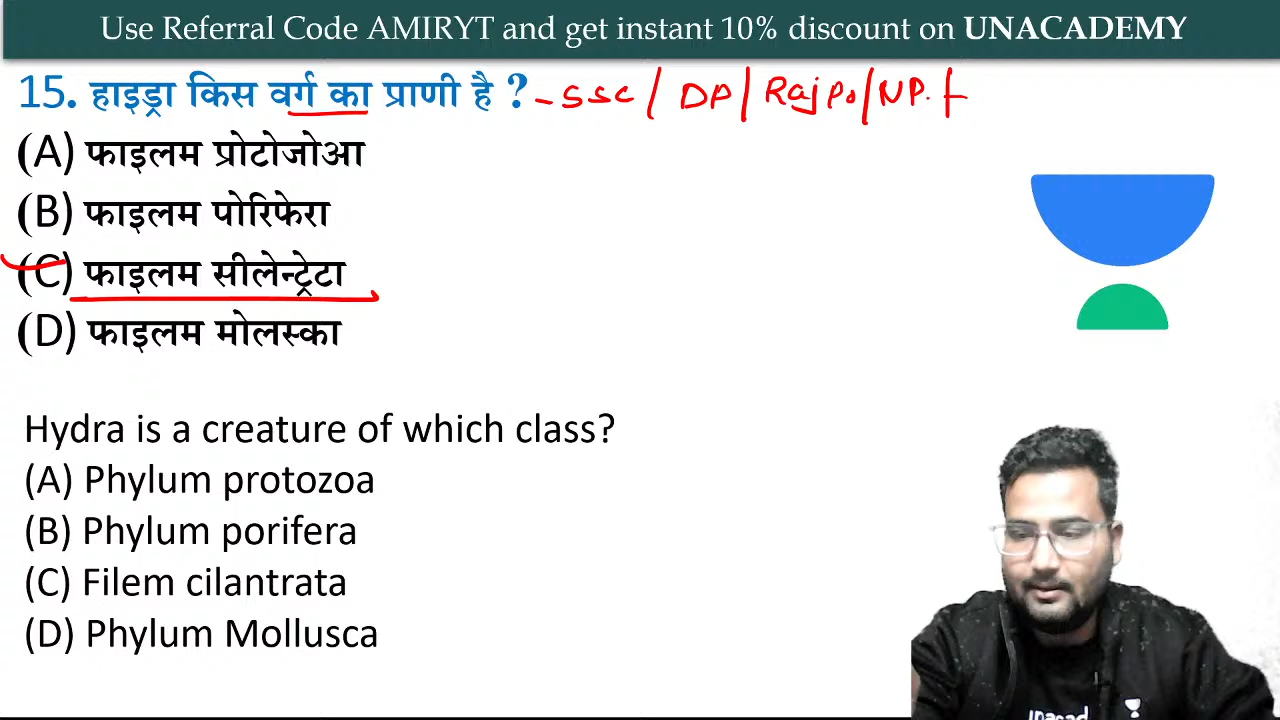 Use Referral Code AMIRYT and get instant 10% discount on UNACADEMY
15. हाइड्रा किस वर्ग का प्राणी है ? - SSC / DP / Raj Po / NP.
(A) फाइलम प्रोटोजोआ
(B) फाइलम पोरिफेरा
(C) फाइलम सीलेन्ट्रेटा
(D) फाइलम मोलस्का
Hydra is a creature of which class?
(A) Phylum protozoa
(B) Phylum porifera
(C) Filem cilantrata
(D) Phylum Mollusca